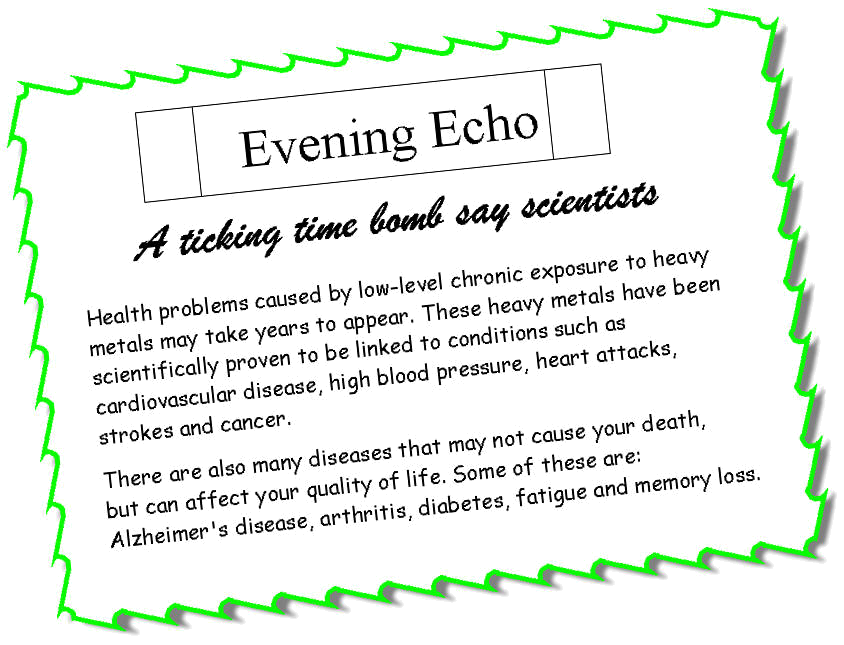 Evening Echo
A ticking time bomb say scientists
Health problems caused by low-level chronic exposure to heavy
metals may take years to appear. These heavy metals have been
scientifically proven to be linked to conditions such as
cardiovascular disease, high blood pressure, heart attacks,
strokes and cancer.
There are also many diseases that may not cause your death,
but can affect your quality of life. Some of these are:
Alzheimer's disease, arthritis, diabetes, fatigue and memory loss.